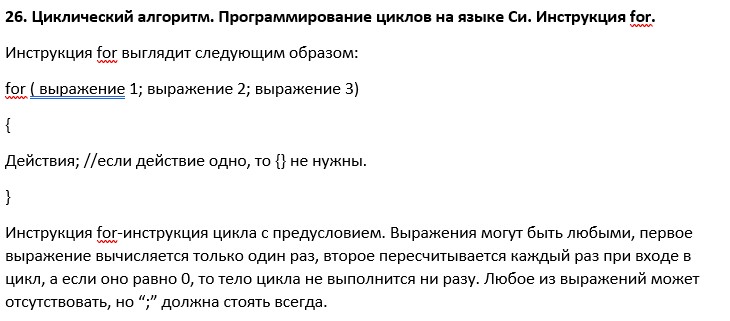 26. Циклический алгоритм. Программирование циклов на языке Си. Инструкция for.
Инструкция for выглядит следующим образом:
for ( выражение 1; выражение 2; выражение 3)
{
Действия; //если действие одно, то {} не нужны.
}
Инструкция for-инструкция цикла с предусловием. Выражения могут быть любыми, первое
выражение вычисляется только один раз, второе пересчитывается каждый раз при входе в
цикл, а если оно равно 0, то тело цикла не выполнится ни разу. Любое из выражений может
отсутствовать, но “;” должна стоять всегда.